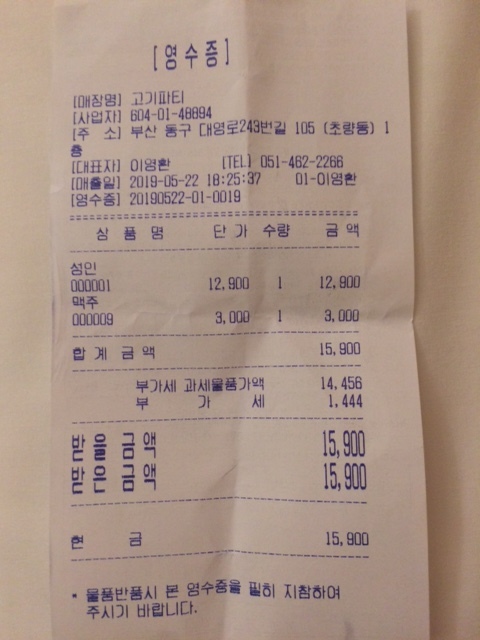 [영수증]
[매장명] 고기파티
[사업자] 604-01-48894
[주 소] 부산 동구 대영로243번길 105 (초량동) 1
층
[대표자] 이영환 [TEL] 051-462-2266
[매출일] 2019-05-22 18:25:37 01-이영환
[영수증] 20190522-01-0019
상 품 명 단 가 수량 금 액
성인
000001 12,900 1 12,900
맥주
000009 3,000 1 3,000
합 계 금 액 15,900
부가세 과세물품가액 14,456
부 가 세 1,444
받을금액 15,900
받은금액 15,900
현 금 15,900
* 물품반품시 본 영수증을 필히 지참하여
주시기 바랍니다.